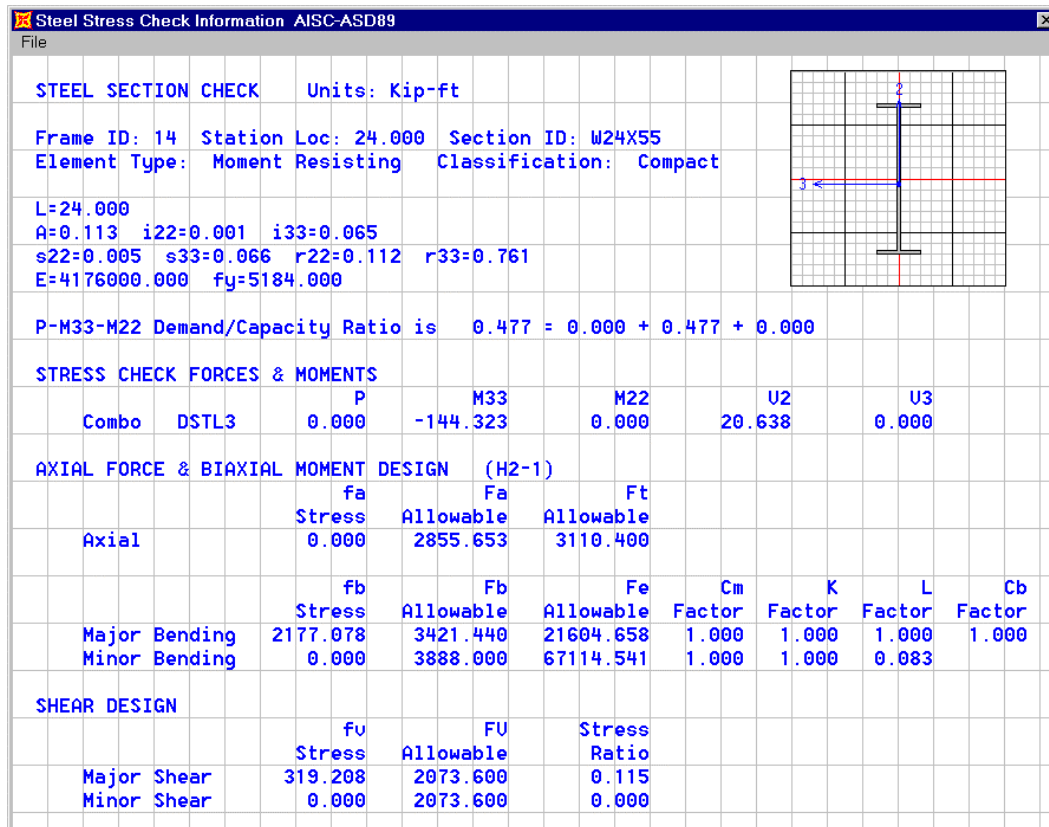 Steel Stress Check Information AISC-ASD89
File
STEEL SECTION CHECK Units: Kip-ft
Frame ID: 14 Station Loc: 24.000 Section ID: W24X55
Element Type: Moment Resisting Classification: Compact
2
3
L=24.000
A=0.113 i22=0.001 i33=0.065
s22=0.005 s33=0.066 r22=0.112 r33=0.761
E=4176000.000 fy=5184.000
P-M33-M22 Demand/Capacity Ratio is 0.477 = 0.000 + 0.477 + 0.000
STRESS CHECK FORCES & MOMENTS
P M33 M22 V2 V3
Combo DSTL3 0.000 -144.323 0.000 20.638 0.000
AXIAL FORCE & BIAXIAL MOMENT DESIGN (H2-1)
fa Fa Ft
Stress Allowable Allowable
Axial 0.000 2855.653 3110.400
fb Fb Fe Cm K L Cb
Stress Allowable Allowable Factor Factor Factor Factor
Major Bending 2177.078 3421.440 21604.658 1.000 1.000 1.000 1.000
Minor Bending 0.000 3888.000 67114.541 1.000 1.000 0.083
SHEAR DESIGN
fv FV Stress
Stress Allowable Ratio
Major Shear 319.208 2073.600 0.115
Minor Shear 0.000 2073.600 0.000